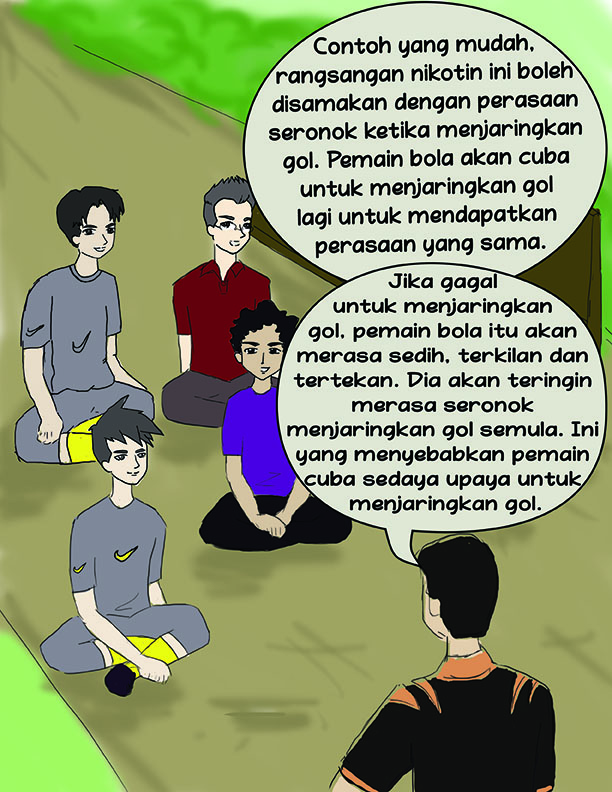 Contoh yang mudah,
rangsangan nikotin ini boleh
disamakan dengan perasaan
seronok ketika menjaringkan
gol. Pemain bola akan cuba
untuk menjaringkan gol
lagi untuk mendapatkan
perasaan yang sama.
Jika gagal
untuk menjaringkan
gol, pemain bola itu akan
merasa sedih, terkilan dan
tertekan. Dia akan teringin
merasa seronok
menjaringkan gol semula. Ini
yang menyebabkan pemain
cuba sedaya upaya untuk
menjaringkan gol.